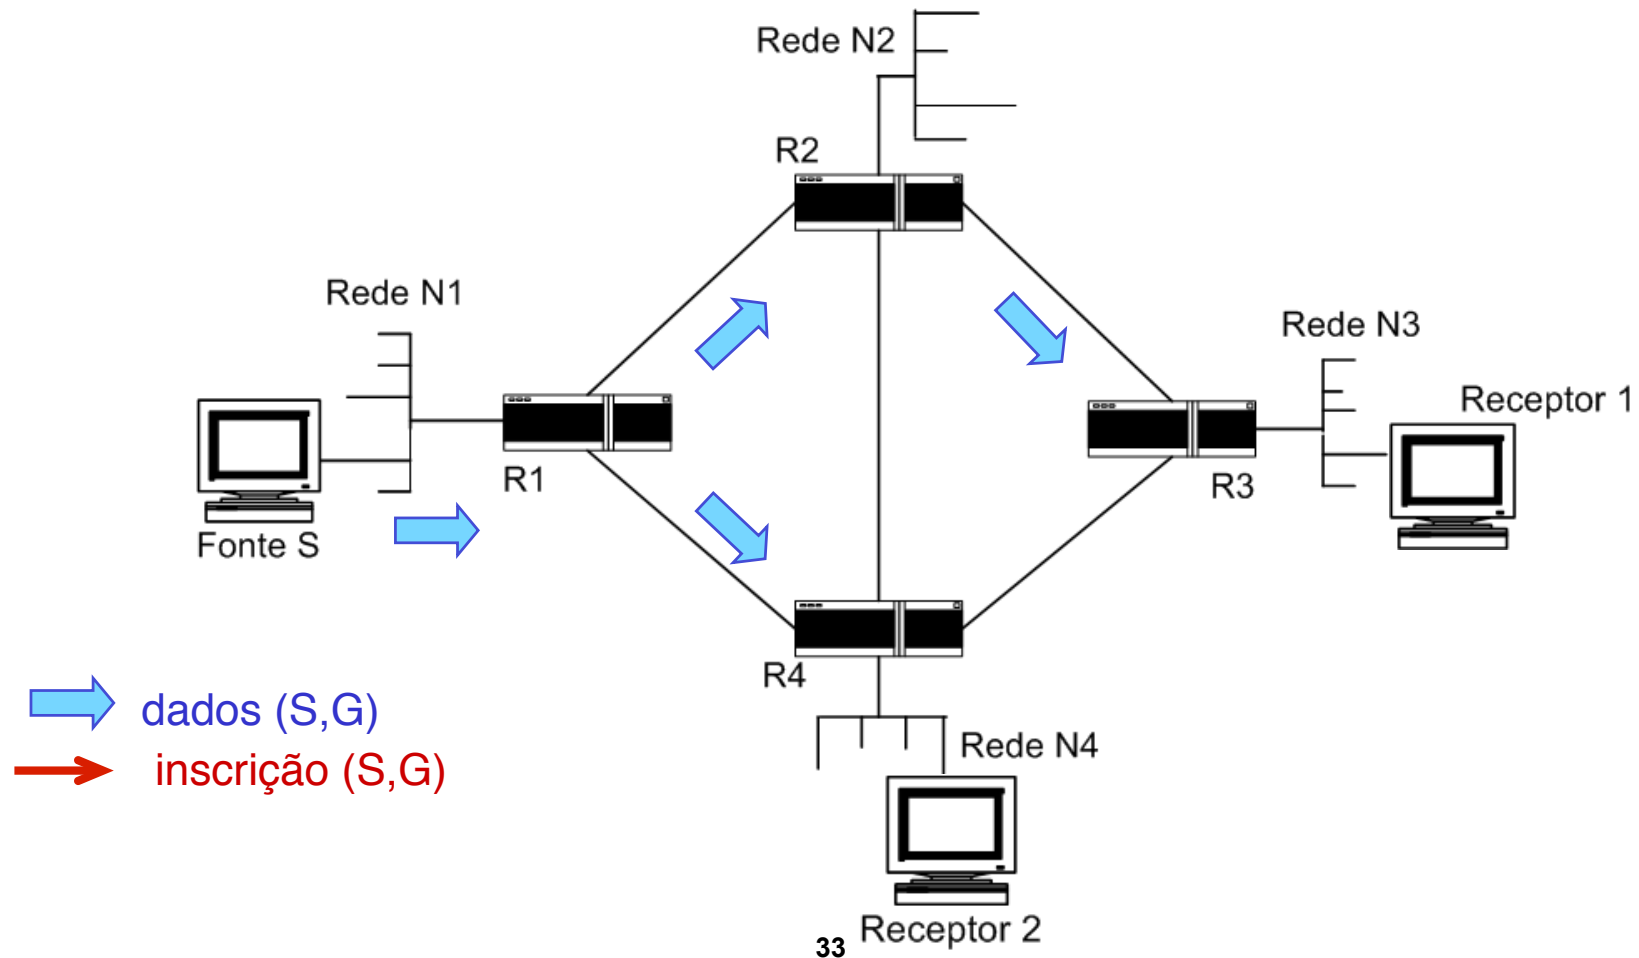 Rede N2
R2
Rede N1
Rede N3
Receptor 1
R1
R3
Fonte S
R4
dados (S,G)
Rede N4
inscrição (S,G)
Receptor 2
33